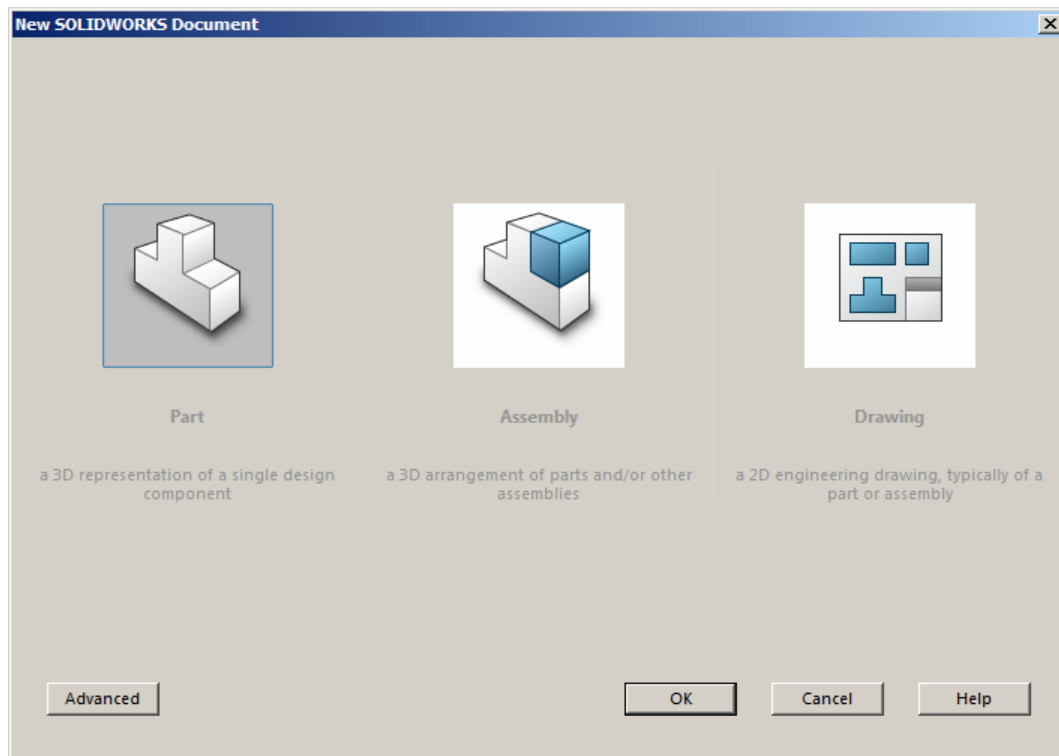 New SOLIDWORKS Document
Part
a 3D representation of a single design
component
Assembly
a 3D arrangement of parts and/or other
assemblies
Drawing
a 2D engineering drawing, typically of a
part or assembly
Advanced
OK
Cancel
Help